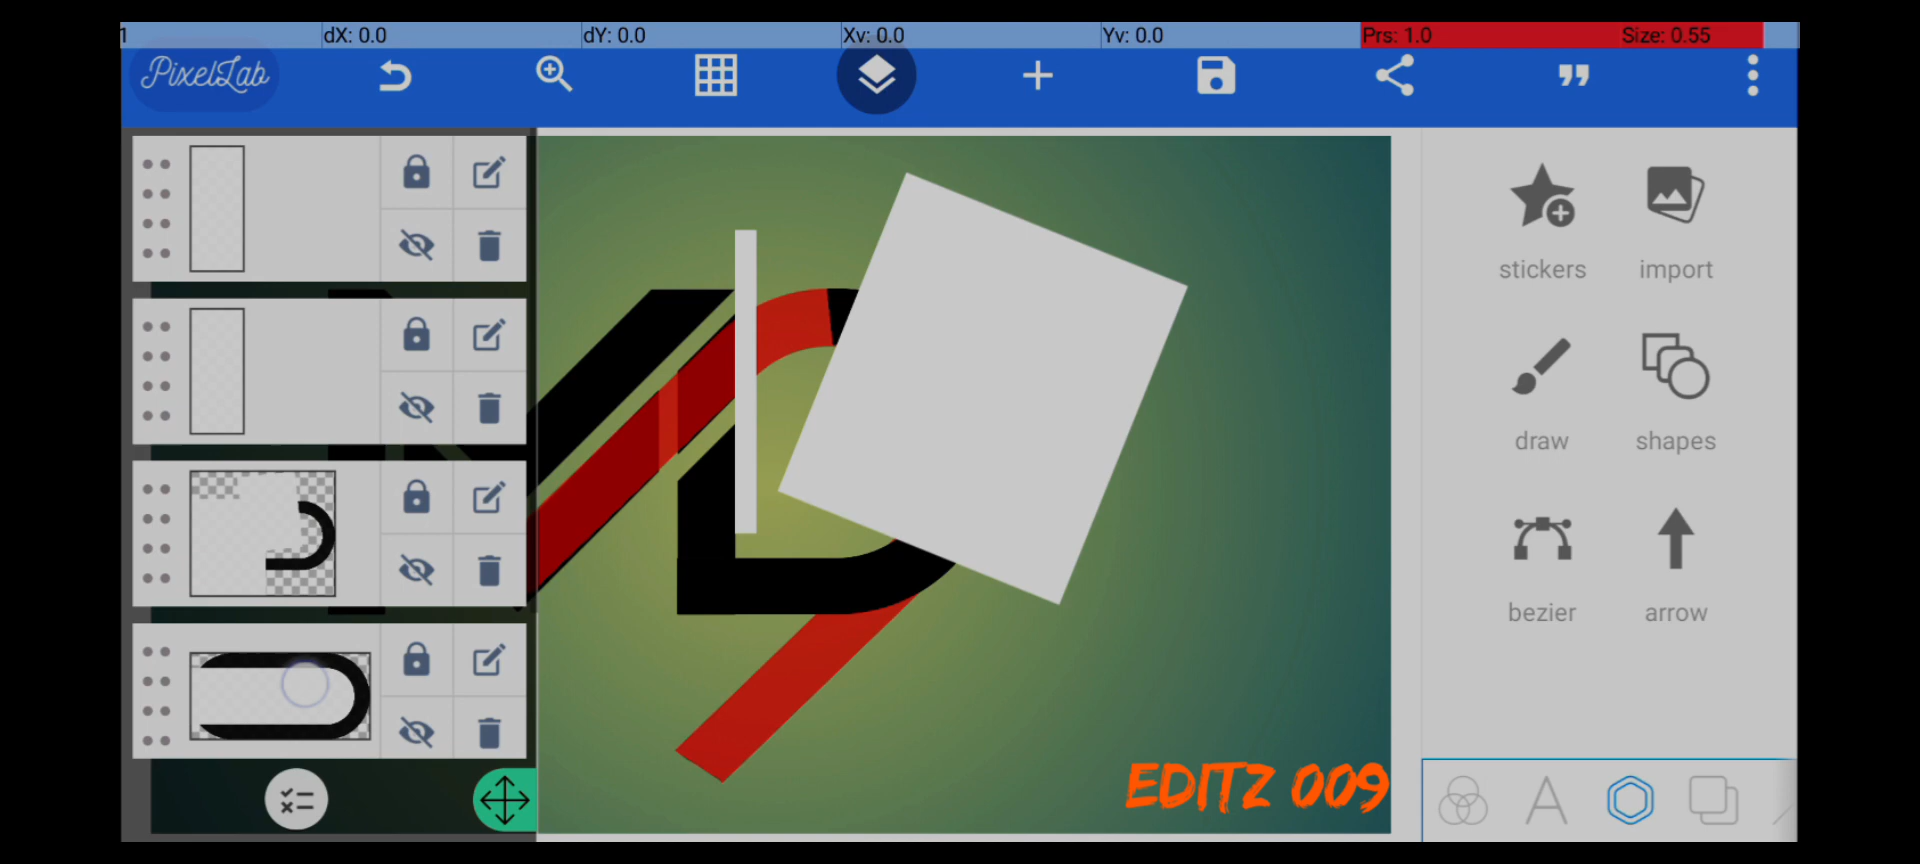 1 dX: 0.0 dY: 0.0 Xv: 0.0 Yv: 0.0 Prs: 1.0 Size: 0.55
PixelLab
stickers import
draw shapes
bezier arrow
EDITZ 009